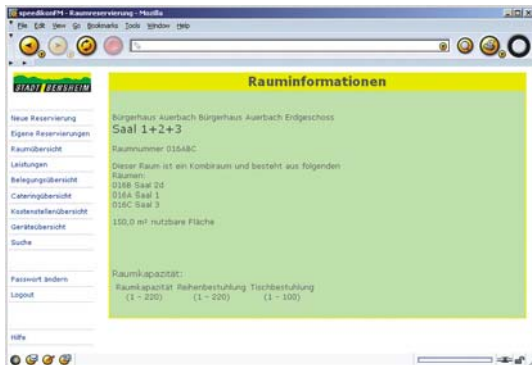 speedikonFM - Raumreservierung - Mozilla
File Edit View Go Bookmarks Tools Window Help
STADT BENSHEIM
Rauminformationen
Neue Reservierung
Eigene Reservierungen
Raumübersicht
Leistungen
Belegungsübersicht
Cateringübersicht
Kostenstellenübersicht
Geräteübersicht
Suche
Passwort ändern
Logout
Hilfe
Bürgerhaus Auerbach Bürgerhaus Auerbach Erdgeschoss
Saal 1+2+3
Raumnummer 016ABC
Dieser Raum ist ein Kombiraum und besteht aus folgenden
Räumen:
016B Saal 2d
016A Saal 1
016C Saal 3
m² nutzbare Fläche
Raumkapazität:
Raumkapazität Reihenbestuhlung Tischbestuhlung
(1 - 220) (1 - 220) (1 - 100)